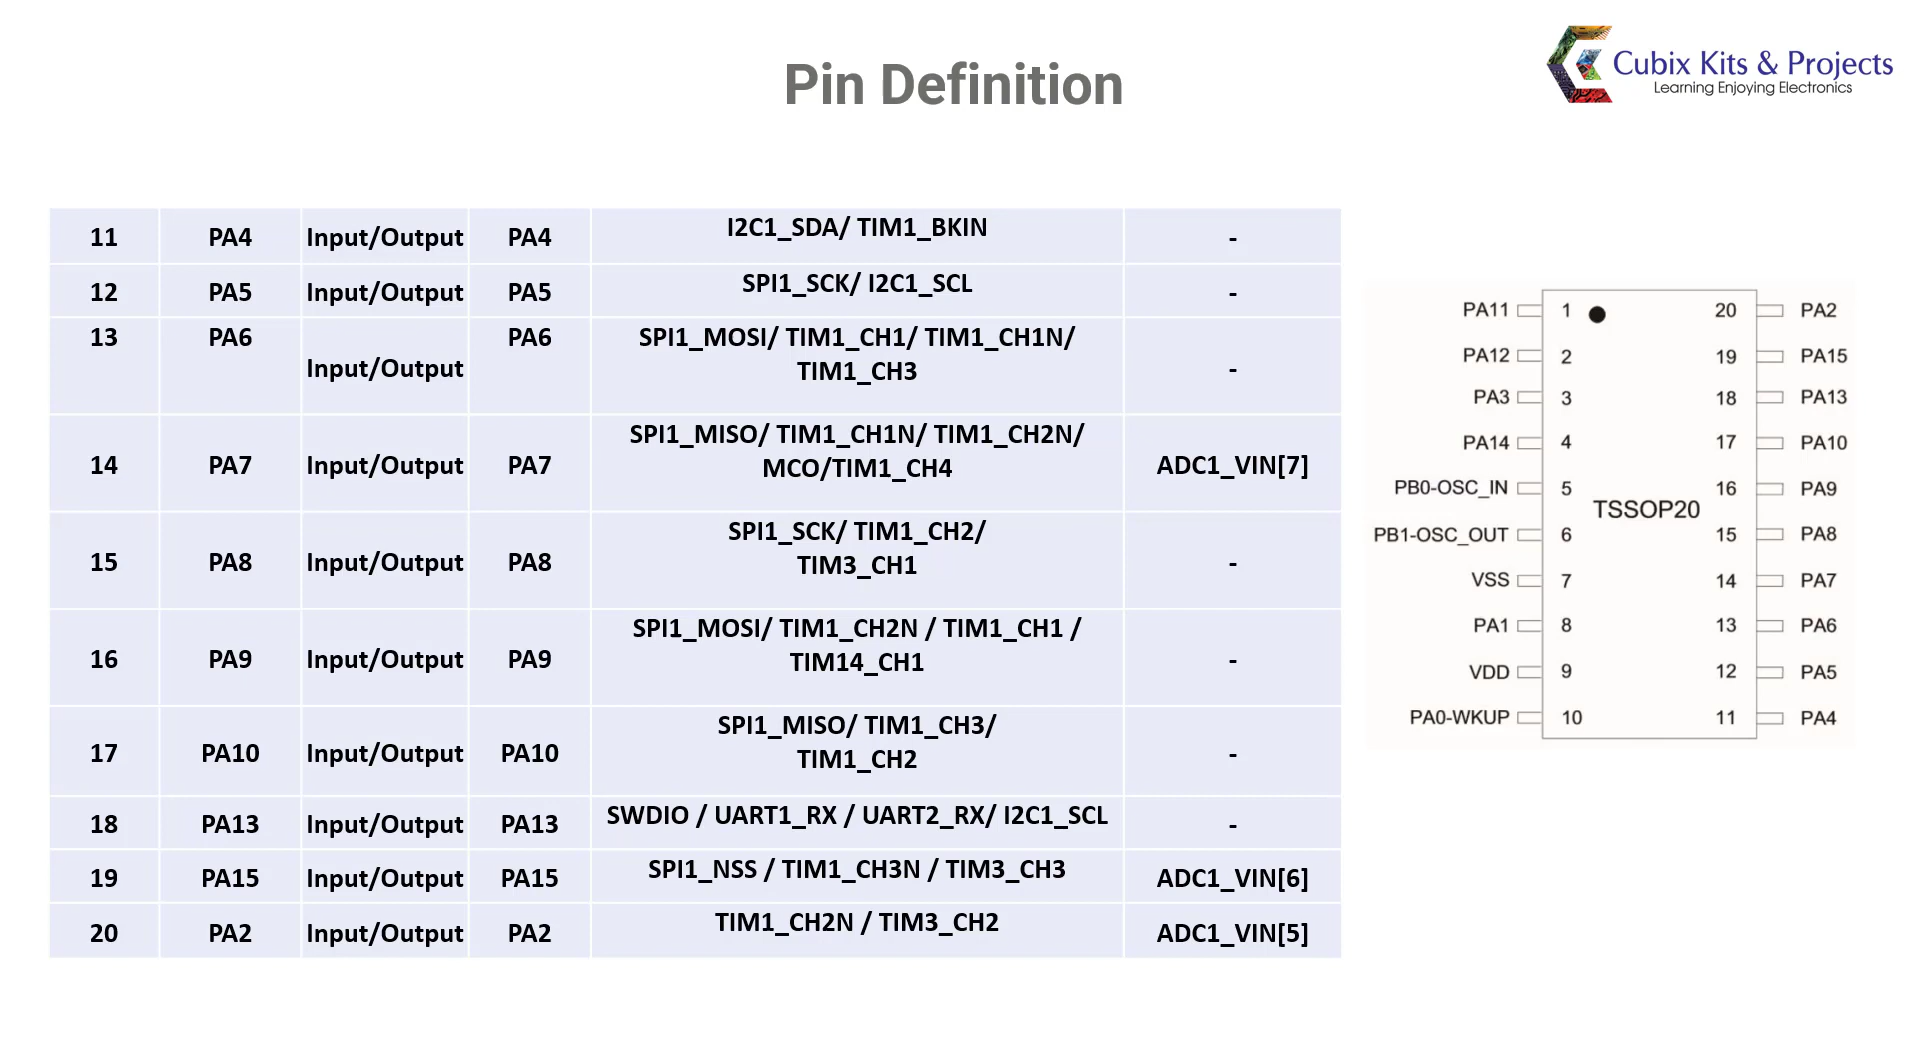 Pin Definition
Cubix Kits & Projects
Learning Enjoying Electronics
11 PA4 Input/Output PA4 I2C1_SDA/ TIM1_BKIN -
12 PA5 Input/Output PA5 SPI1_SCK/ I2C1_SCL -
13 PA6 Input/Output PA6 SPI1_MOSI/ TIM1_CH1/ TIM1_CH1N/ -
TIM1_CH3
14 PA7 Input/Output PA7 SPI1_MISO/ TIM1_CH1N/ TIM1_CH2N/ ADC1_VIN[7]
MCO/TIM1_CH4
15 PA8 Input/Output PA8 SPI1_SCK/ TIM1_CH2/ -
TIM3_CH1
16 PA9 Input/Output PA9 SPI1_MOSI/ TIM1_CH2N / TIM1_CH1 / -
TIM14_CH1
17 PA10 Input/Output PA10 SPI1_MISO/ TIM1_CH3/ -
TIM1_CH2
18 PA13 Input/Output PA13 SWDIO / UART1_RX / UART2_RX/ I2C1_SCL -
19 PA15 Input/Output PA15 SPI1_NSS / TIM1_CH3N / TIM3_CH3 ADC1_VIN[6]
20 PA2 Input/Output PA2 TIM1_CH2N / TIM3_CH2 ADC1_VIN[5]
PA11 1 20 PA2
PA12 2 19 PA15
PA3 3 18 PA13
PA14 4 17 PA10
PB0-OSC_IN 5 16 PA9
TSSOP20
PB1-OSC_OUT 6 15 PA8
VSS 7 14 PA7
PA1 8 13 PA6
VDD 9 12 PA5
PA0-WKUP 10 11 PA4